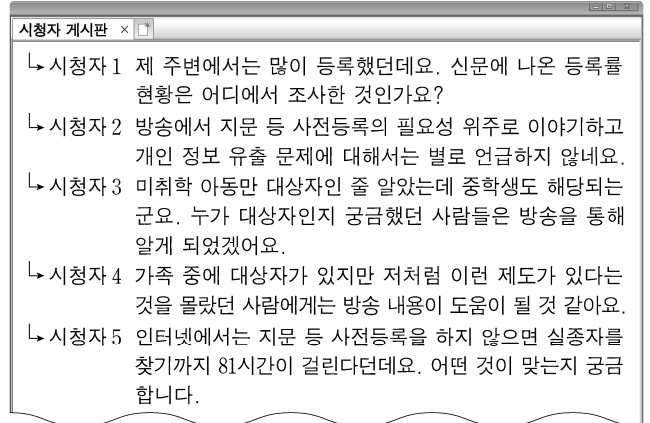 시청자 게시판 ×
시청자 1 제 주변에서는 많이 등록했던데요. 신문에 나온 등록률
현황은 어디에서 조사한 것인가요?
시청자 2 방송에서 지문 등 사전등록의 필요성 위주로 이야기하고
개인 정보 유출 문제에 대해서는 별로 언급하지 않네요.
시청자 3 미취학 아동만 대상자인 줄 알았는데 중학생도 해당되는
군요. 누가 대상자인지 궁금했던 사람들은 방송을 통해
알게 되었겠어요.
시청자 4 가족 중에 대상자가 있지만 저처럼 이런 제도가 있다는
것을 몰랐던 사람에게는 방송 내용이 도움이 될 것 같아요.
시청자 5 인터넷에서는 지문 등 사전등록을 하지 않으면 실종자를
찾기까지 81시간이 걸린다던데요. 어떤 것이 맞는지 궁금
합니다.